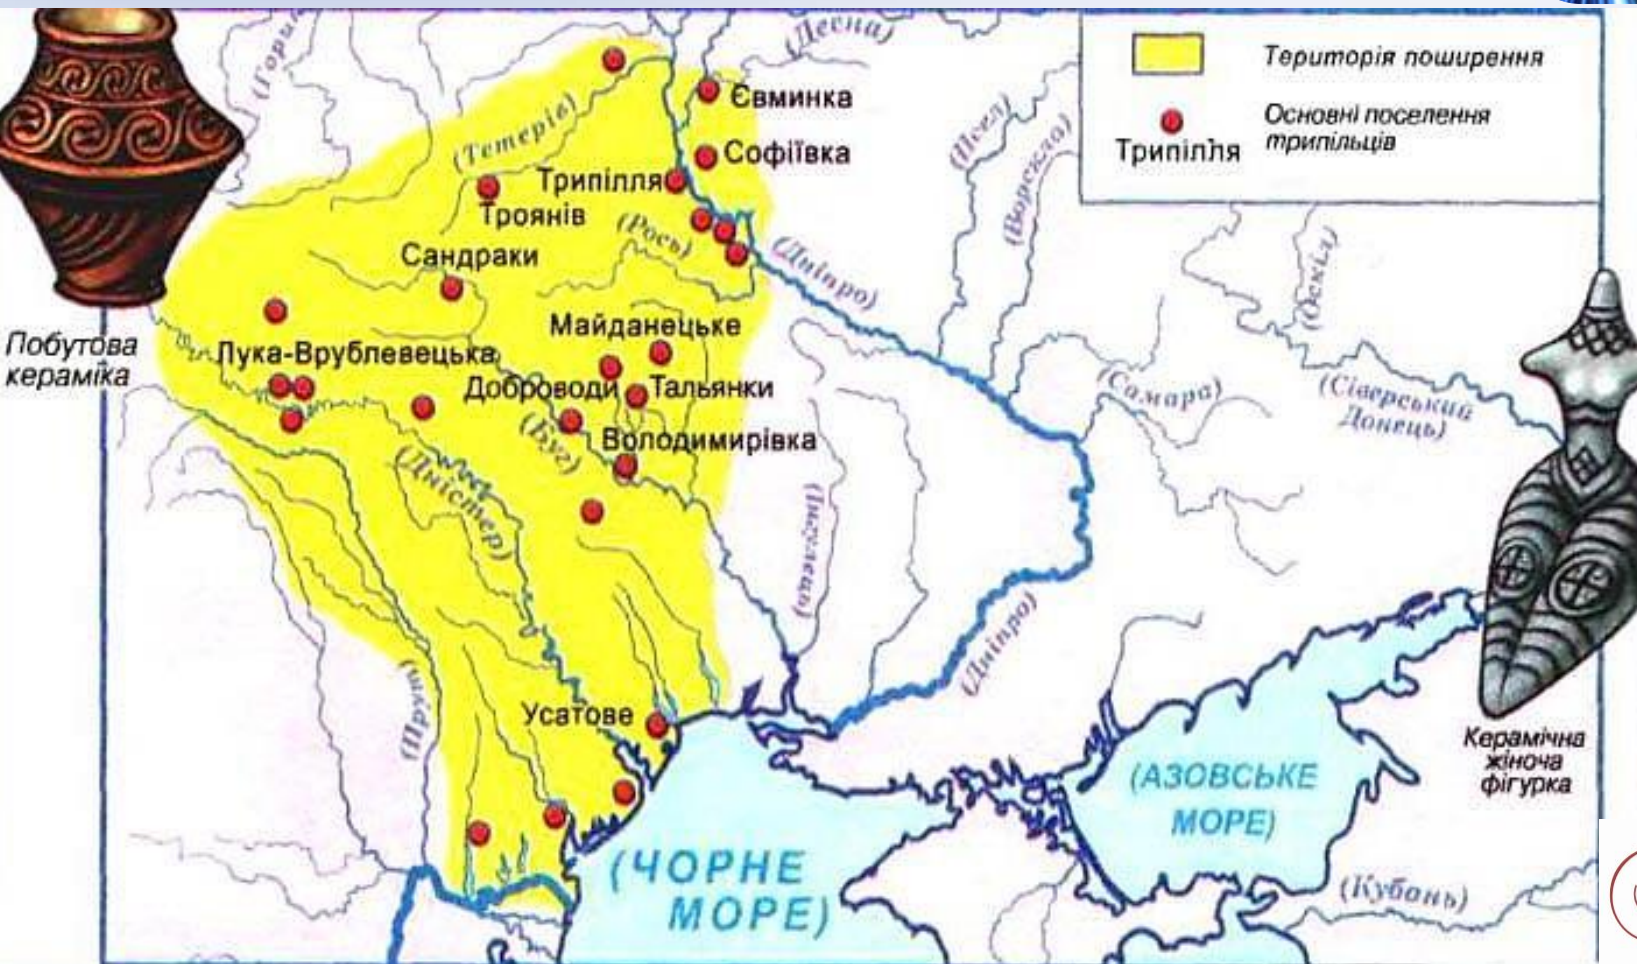 (Десна)
Територія поширення
Євминка
Основні поселення
трипільців
Трипілля
(Тетерів)
(Псел)
(Ворскла)
Софіївка
Трипілля
Троянів
(Рось)
Сандраки
(Дніпро)
(Оскіл)
Побутова
кераміка
Майданецьке
Лука-Врублевецька
Доброводи
Тальянки
(Самара)
(Сіверський
Донець)
(Буг)
Володимирівка
(Дністер)
(Інгулець)
(Дніпро)
(Прут)
Усатове
Керамічна
жіноча
фігурка
(АЗОВСЬКЕ
МОРЕ)
(ЧОРНЕ
МОРЕ)
(Кубань)